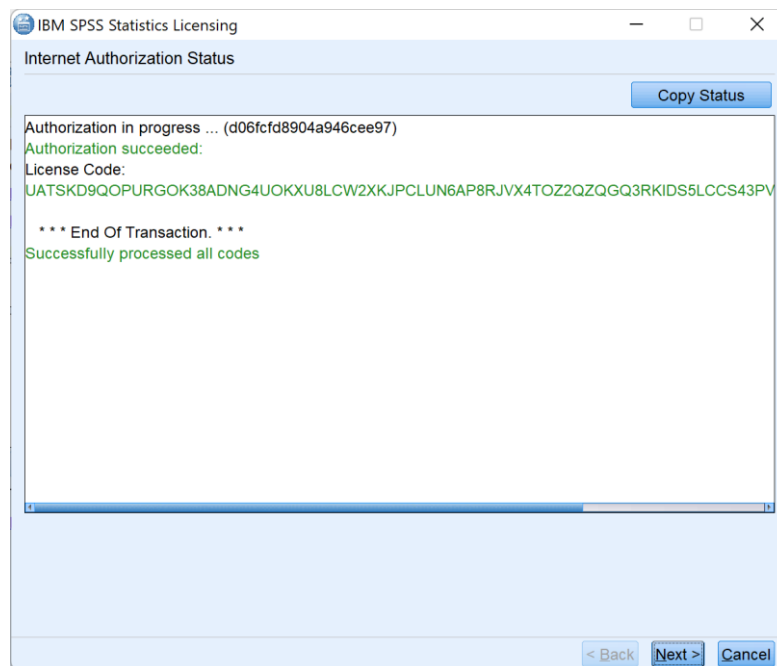 IBM SPSS Statistics Licensing
Internet Authorization Status
Copy Status
Authorization in progress ... (d06fcfd8904a946cee97)
Authorization succeeded:
License Code:
UATSKD9QOPURGOK38ADNG4UOKXU8LCW2XKJPCLUN6AP8RJVX4TOZ2QZQGQ3RKIDS5LCCS43PV
* * * End Of Transaction. * * *
Successfully processed all codes
< Back Next > Cancel